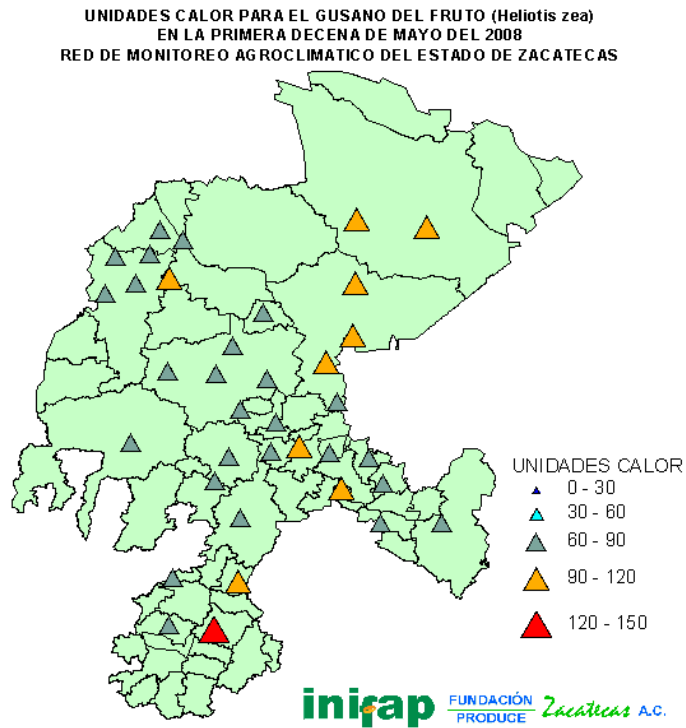 UNIDADES CALOR PARA EL GUSANO DEL FRUTO (Heliotis zea)
EN LA PRIMERA DECENA DE MAYO DEL 2008
RED DE MONITOREO AGROCLIMATICO DEL ESTADO DE ZACATECAS
UNIDADES CALOR
0 - 30
30 - 60
60 - 90
90 - 120
120 - 150
inifap
FUNDACIÓN
PRODUCE
Zacatecas A.C.